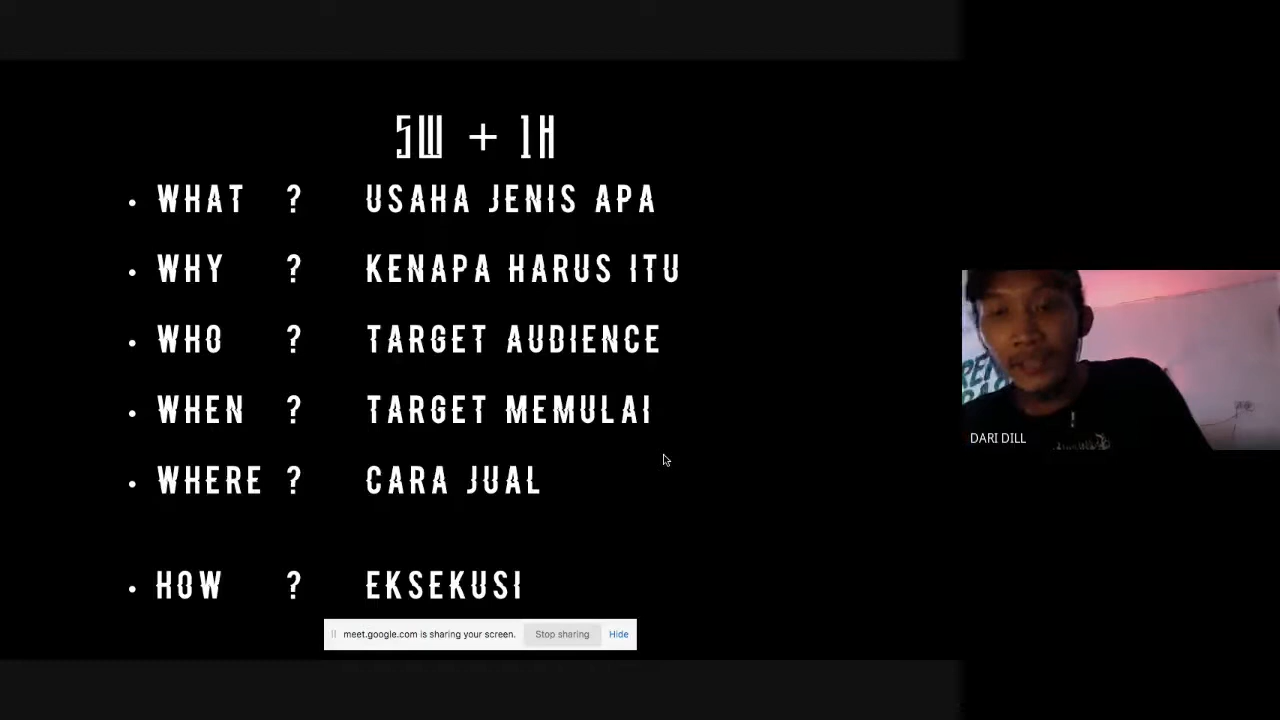 5W + 1H
• WHAT ? USAHA JENIS APA
• WHY ? KENAPA HARUS ITU
• WHO ? TARGET AUDIENCE
• WHEN ? TARGET MEMULAI
• WHERE ? CARA JUAL
• HOW ? EKSEKUSI
meet.google.com is sharing your screen. Stop sharing Hide
DARI DILL